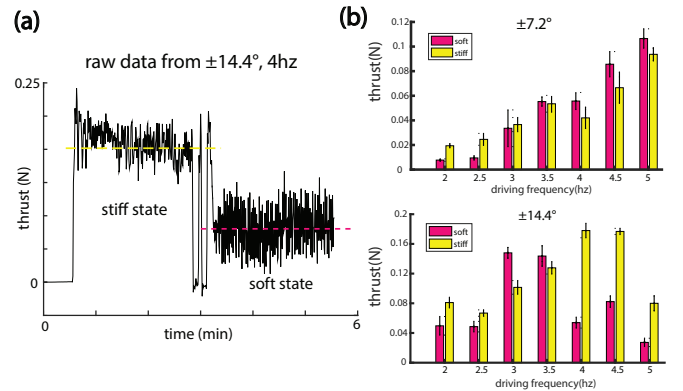 (a)
raw data from ±14.4°, 4hz
0.25
thrust (N)
stiff state
0
soft state
0
6
time (min)
(b)
±7.2°
0.12
0.1
0.08
0.06
0.04
0.02
0
thrust(N)
soft
stiff
2 2.5 3 3.5 4 4.5 5
driving frequency(hz)
±14.4°
0.2
0.16
0.12
0.08
0.04
0
thrust(N)
soft
stiff
2 2.5 3 3.5 4 4.5 5
driving frequency(hz)